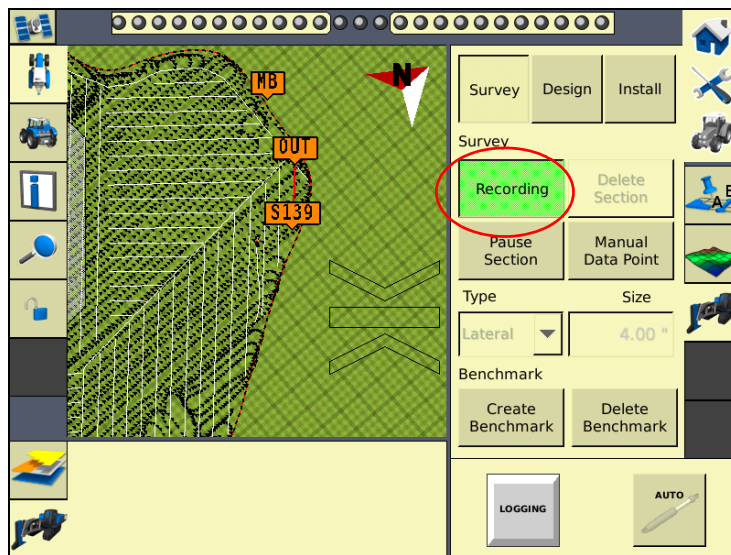 MB
N
OUT
S139
Survey
Design
Install
Survey
Recording
Delete
Section
Pause
Section
Manual
Data Point
Type
Size
Lateral
4.00 "
Benchmark
Create
Benchmark
Delete
Benchmark
LOGGING
AUTO
A
B